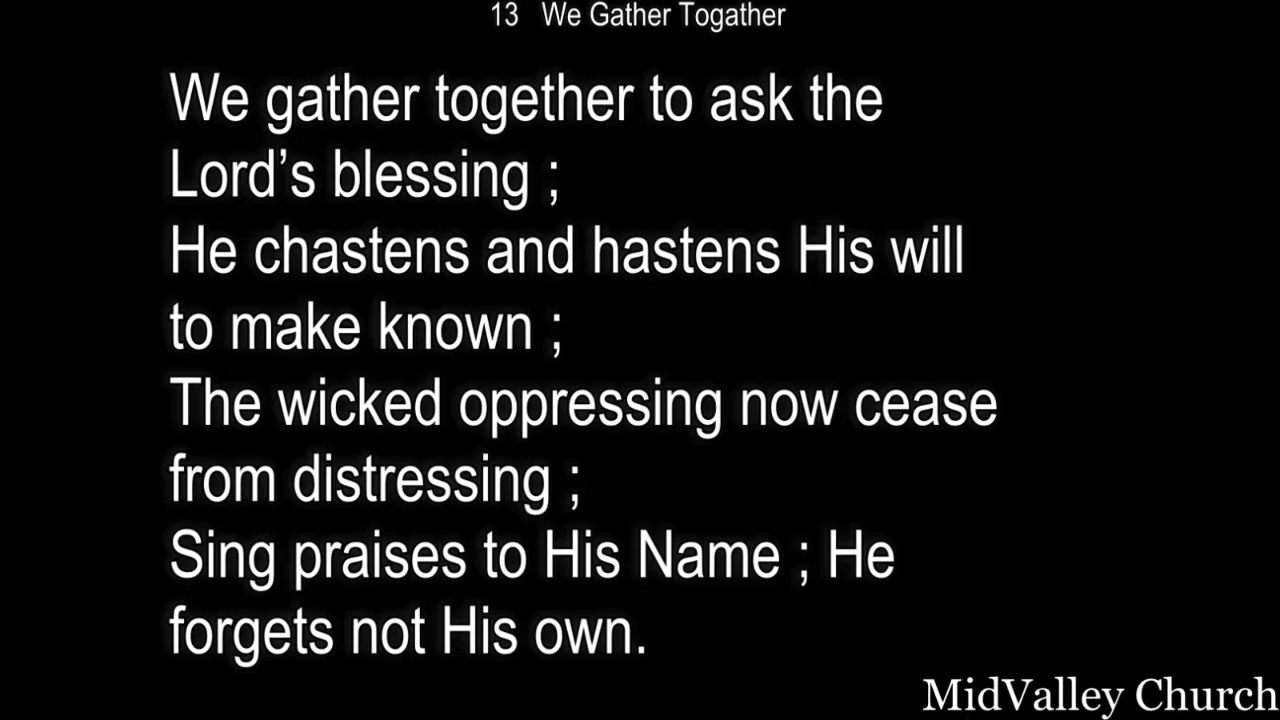 13 We Gather Togather
We gather together to ask the
Lord’s blessing ;
He chastens and hastens His will
to make known ;
The wicked oppressing now cease
from distressing ;
Sing praises to His Name ; He
forgets not His own.
MidValley Church